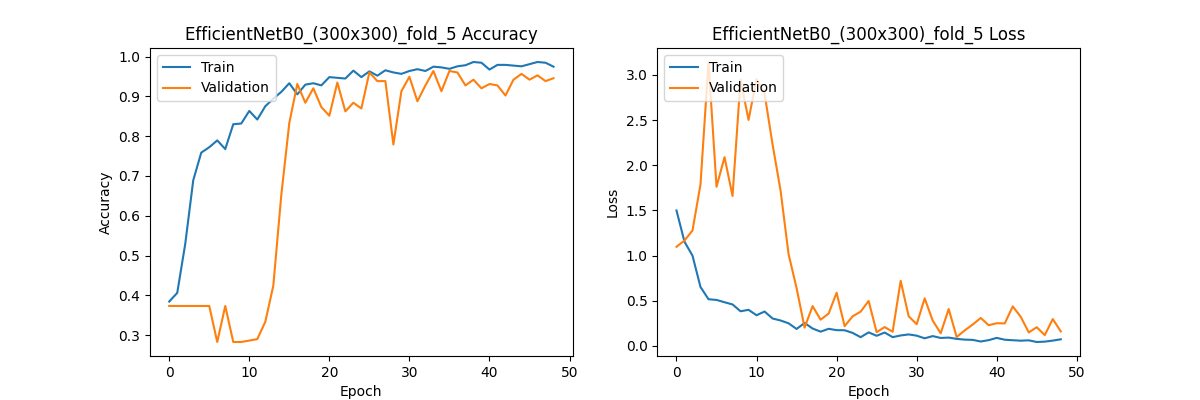 EfficientNetB0_(300x300)_fold_5 Accuracy
Train
Validation
1.0
0.9
0.8
0.7
0.6
0.5
0.4
0.3
Accuracy
0 10 20 30 40 50
Epoch
EfficientNetB0_(300x300)_fold_5 Loss
Train
Validation
3.0
2.5
2.0
1.5
1.0
0.5
0.0
Loss
0 10 20 30 40 50
Epoch